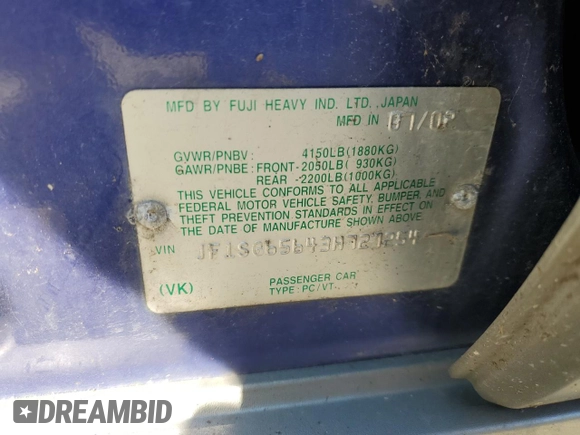 MFD BY FUJI HEAVY IND. LTD. JAPAN
MFD IN
GVWR/PNBV: 4150LB(1880KG)
GAWR/PNBE: FRONT-2050LB( 930KG)
REAR -2200LB(1000KG)
THIS VEHICLE CONFORMS TO ALL APPLICABLE
FEDERAL MOTOR VEHICLE SAFETY, BUMPER, AND
THEFT PREVENTION STANDARDS IN EFFECT ON
THE DATE OF MANUFACTURE SHOWN ABOVE.
VIN
PASSENGER CAR
(VK) TYPE: PC/VT-
DREAMBID